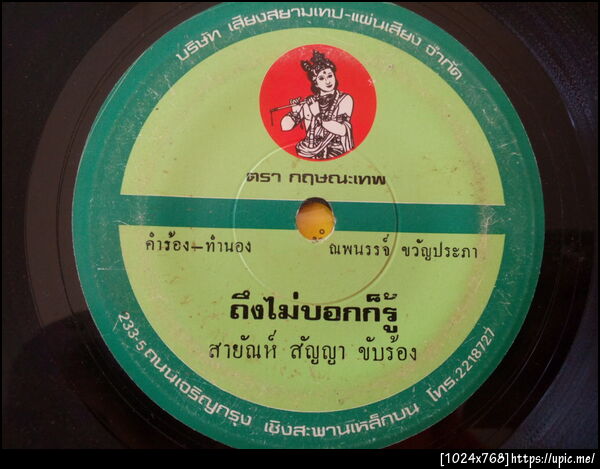 บริษัท เสียงสยามเทป-แผ่นเสียง จำกัด
ตรา กฤษณะเทพ
คำร้อง-ทำนอง ณพนรรจ์ ขวัญประภา
ถึงไม่บอกก็รู้
สายัณห์ สัญญา ขับร้อง
233-5 ถนนเจริญกรุง เชิงสะพานเหล็กบน โทร. 2218727
[1024x768]https://upic.me/